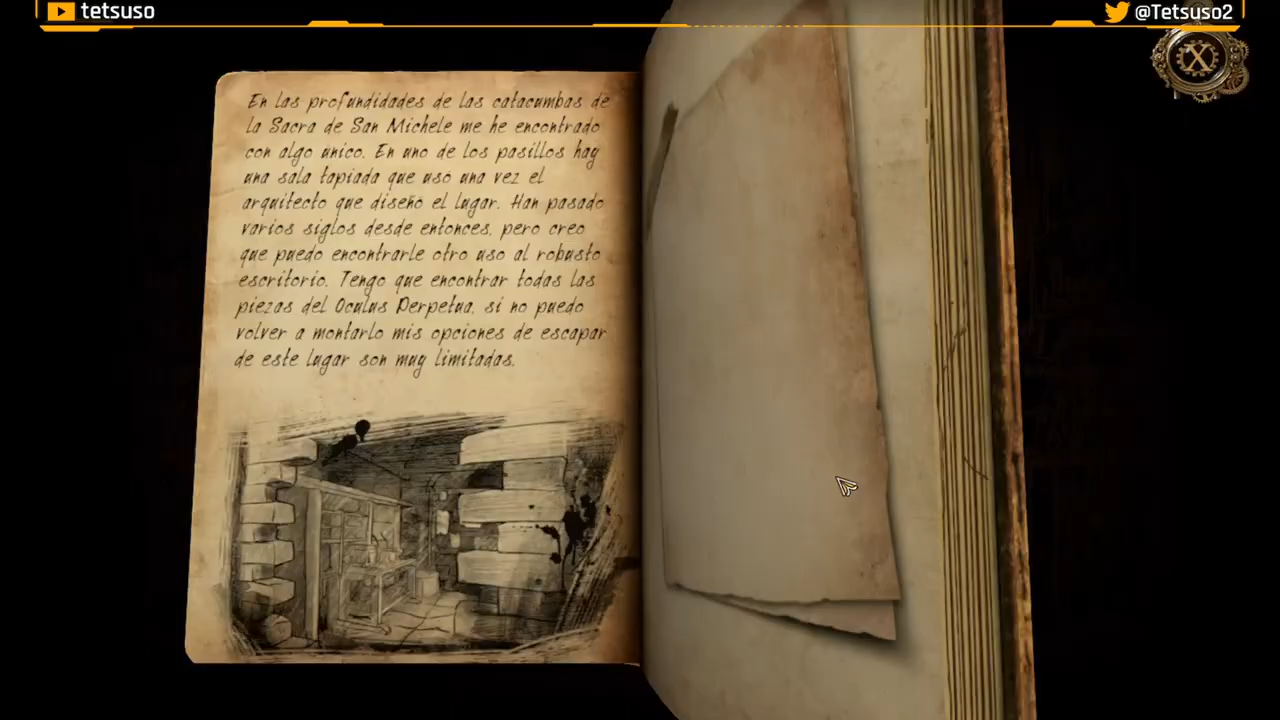 tetsuso
@Tetsuso2
X
En las profundidades de las catacumbas de
la Sacra de San Michele me he encontrado
con algo único. En uno de los pasillos hay
una sala tapiada que usó una vez el
arquitecto que diseñó el lugar. Han pasado
varios siglos desde entonces, pero creo
que puedo encontrarle otro uso al robusto
escritorio. Tengo que encontrar todas las
piezas del Oculus Perpetua, si no puedo
volver a montarlo mis opciones de escapar
de este lugar son muy limitadas.